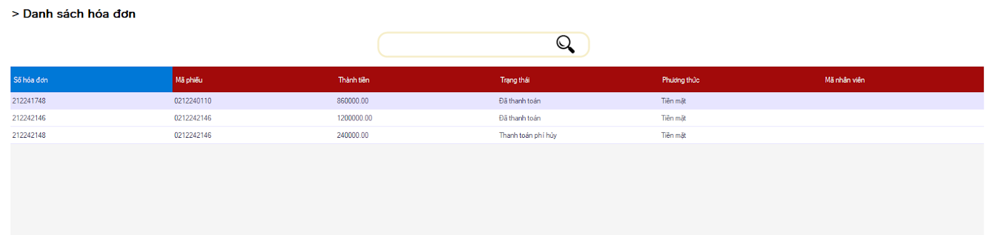 > Danh sách hóa đơn
Số hóa đơn Mã phiếu Thành tiền Trạng thái Phương thức Mã nhân viên
212241748 0212240110 860000.00 Đã thanh toán Tiền mặt
212242146 0212242146 1200000.00 Đã thanh toán Tiền mặt
212242148 0212242146 240000.00 Thanh toán phí hủy Tiền mặt